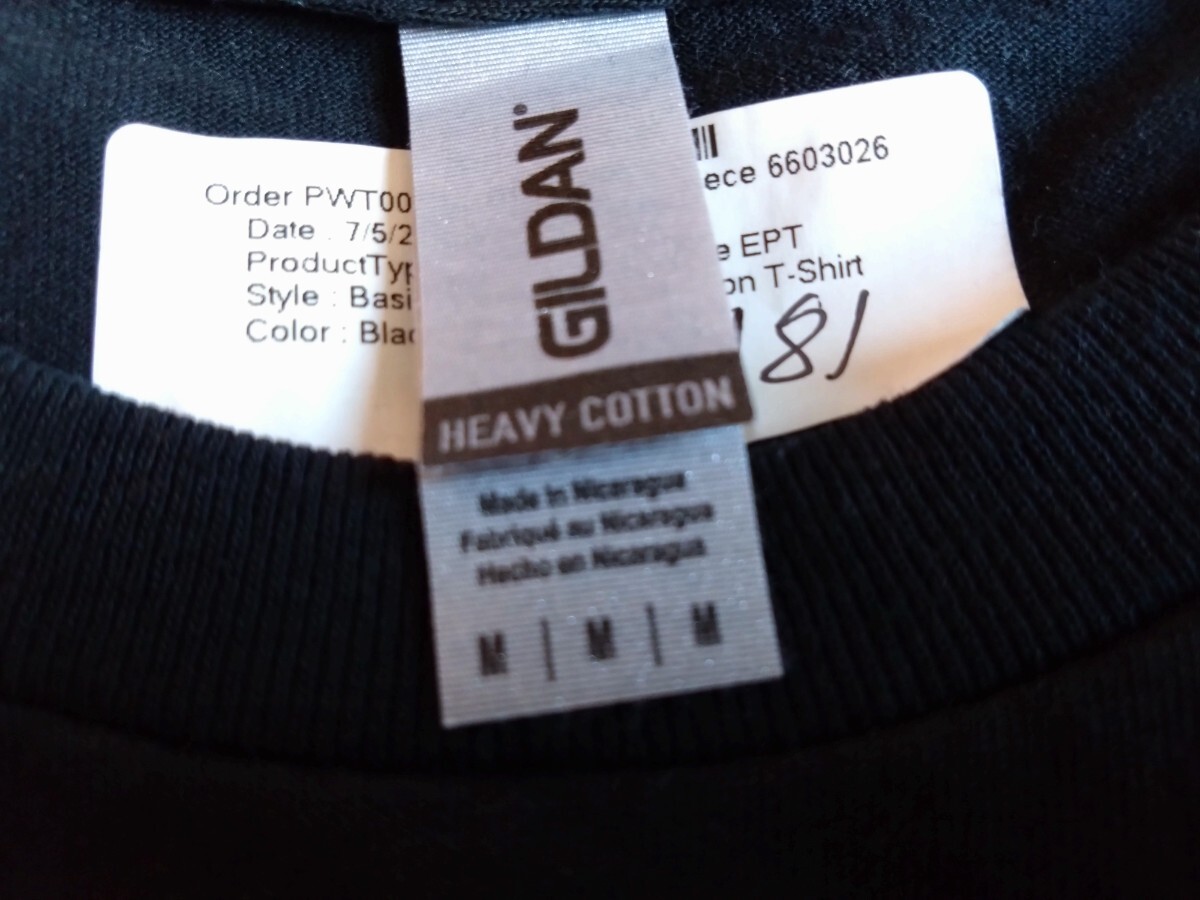 GILDAN®
HEAVY COTTON
Made in Nicaragua
Fabriqué au Nicaragua
Hecho en Nicaragua
M | M | M
Order PWT00
Date : 7/5/2
ProductTyp
Style : Basi
Color : Blac
ece 6603026
e EPT
on T-Shirt
81